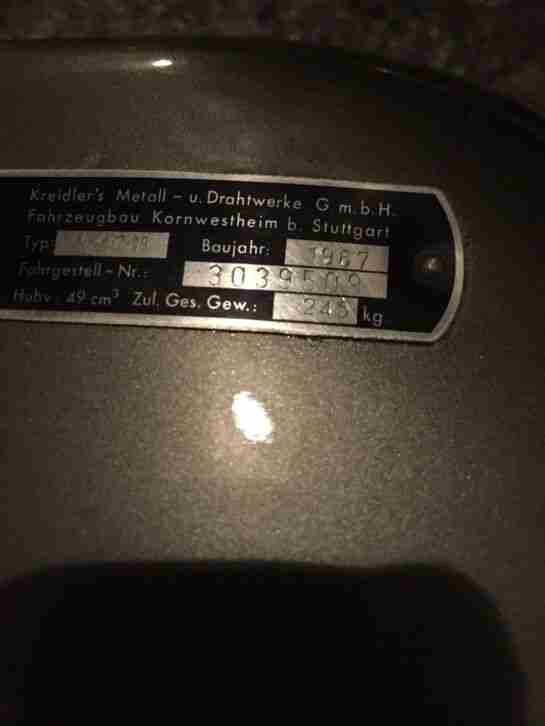 Kreidler's Metall - u. Drahtwerke G m. b. H.
Fahrzeugbau Kornwestheim b. Stuttgart
Typ: Baujahr: 1967
Fahrgestell - Nr.: 3039509
Hubv. 49 cm³ Zul. Ges. Gew.: 245 kg